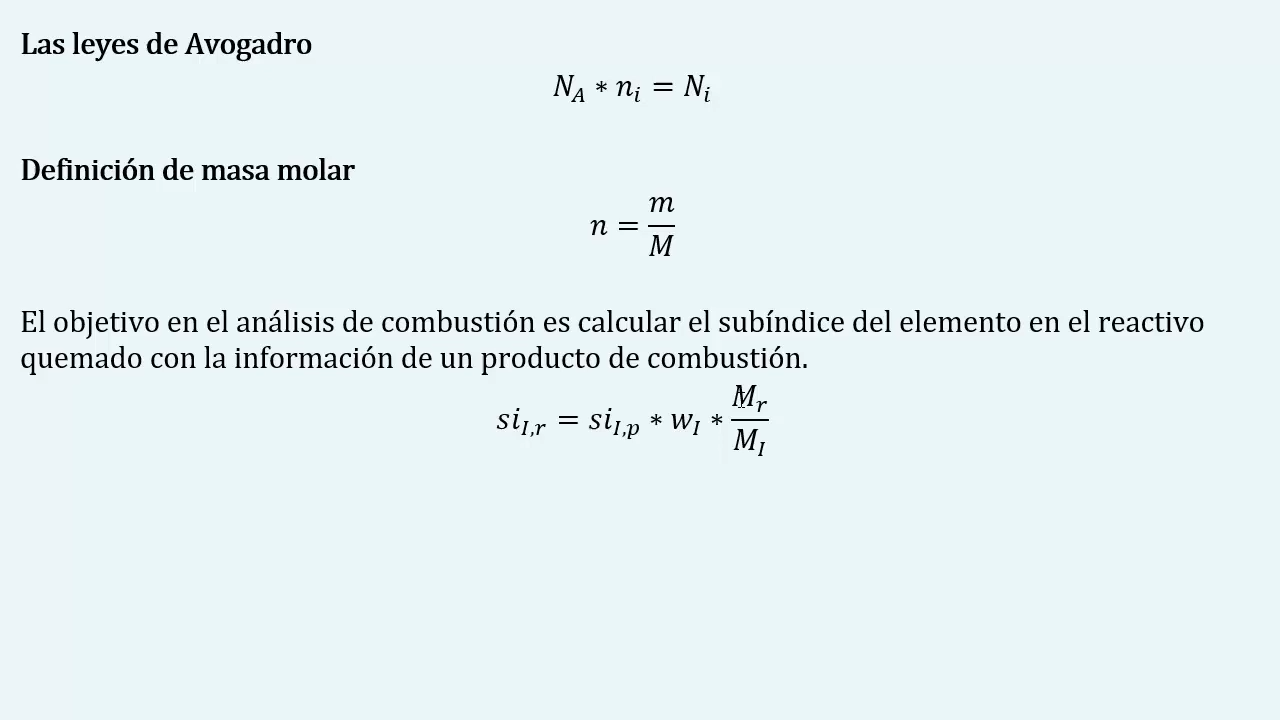 Las leyes de Avogadro
N_A * n_i = N_i
Definición de masa molar
n = m/M
El objetivo en el análisis de combustión es calcular el subíndice del elemento en el reactivo
quemado con la información de un producto de combustión.
si_{I,r} = si_{I,p} * w_I * M_r/M_I